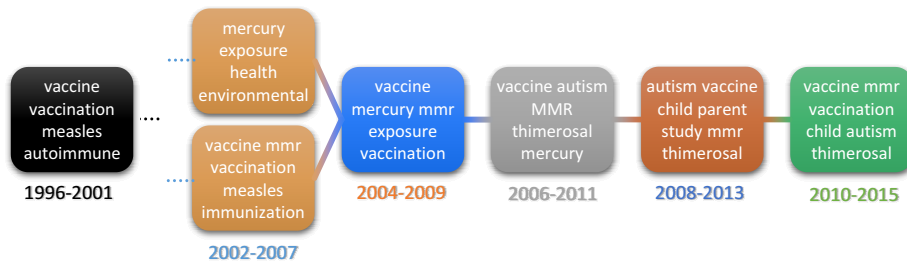 vaccine
vaccination
measles
autoimmune
1996-2001
mercury
exposure
health
environmental
vaccine mmr
vaccination
measles
immunization
2002-2007
vaccine
mercury mmr
exposure
vaccination
2004-2009
vaccine autism
MMR
thimerosal
mercury
2006-2011
autism vaccine
child parent
study mmr
thimerosal
2008-2013
vaccine mmr
vaccination
child autism
thimerosal
2010-2015